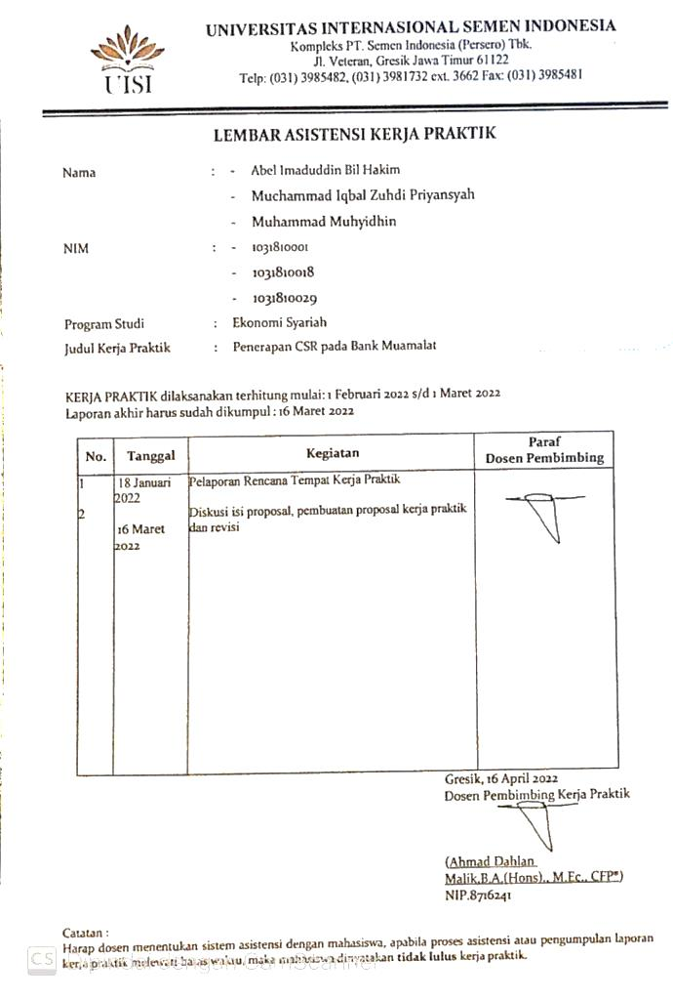 UNIVERSITAS INTERNASIONAL SEMEN INDONESIA
Kompleks PT. Semen Indonesia (Persero) Tbk.
Jl. Veteran, Gresik Jawa Timur 61122
Telp: (031) 3985482, (031) 3981732 ext. 3662 Fax: (031) 3985481
UISI
LEMBAR ASISTENSI KERJA PRAKTIK
Nama : - Abel Imaduddin Bil Hakim
- Muchammad Iqbal Zuhdi Priyansyah
- Muhammad Muhyidhin
NIM : - 1031810001
- 1031810018
- 1031810029
Program Studi : Ekonomi Syariah
Judul Kerja Praktik : Penerapan CSR pada Bank Muamalat
KERJA PRAKTIK dilaksanakan terhitung mulai: 1 Februari 2022 s/d 1 Maret 2022
Laporan akhir harus sudah dikumpul : 16 Maret 2022
No. Tanggal Kegiatan Paraf
Dosen Pembimbing
1 18 Januari Pelaporan Rencana Tempat Kerja Praktik
2022
2 Diskusi isi proposal, pembuatan proposal kerja praktik
16 Maret dan revisi
2022
Gresik, 16 April 2022
Dosen Pembimbing Kerja Praktik
(Ahmad Dahlan
Malik,B.A.(Hons)., M.Ec., CFP®)
NIP.8716241
Catatan :
Harap dosen menentukan sistem asistensi dengan mahasiswa, apabila proses asistensi atau pengumpulan laporan
kerja praktik melewati batas waktu, maka mahasiswa dinyatakan tidak lulus kerja praktik.
CS Dipindai dengan CamScanner